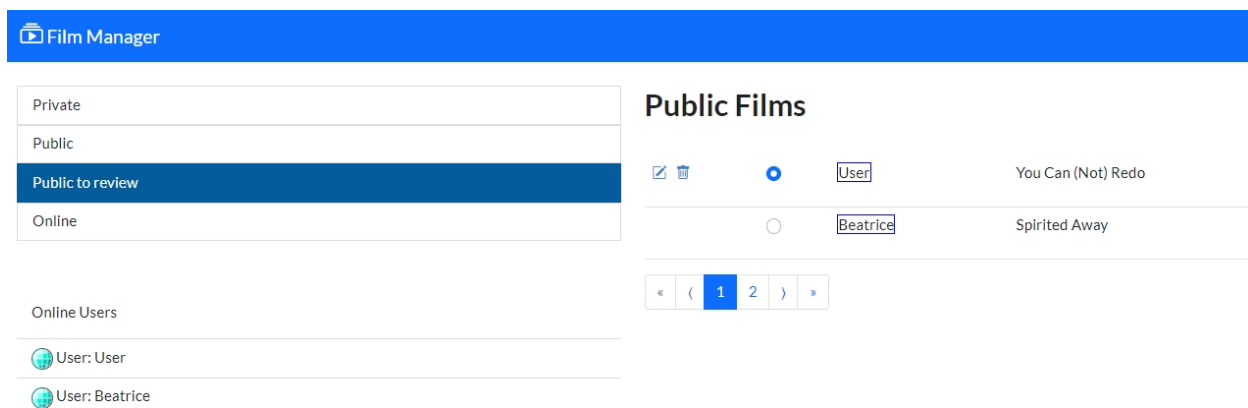 Film Manager
Private
Public
Public to review
Online
Online Users
User: User
User: Beatrice
Public Films
User You Can (Not) Redo
Beatrice Spirited Away
« ⟨ 1 2 ⟩ »